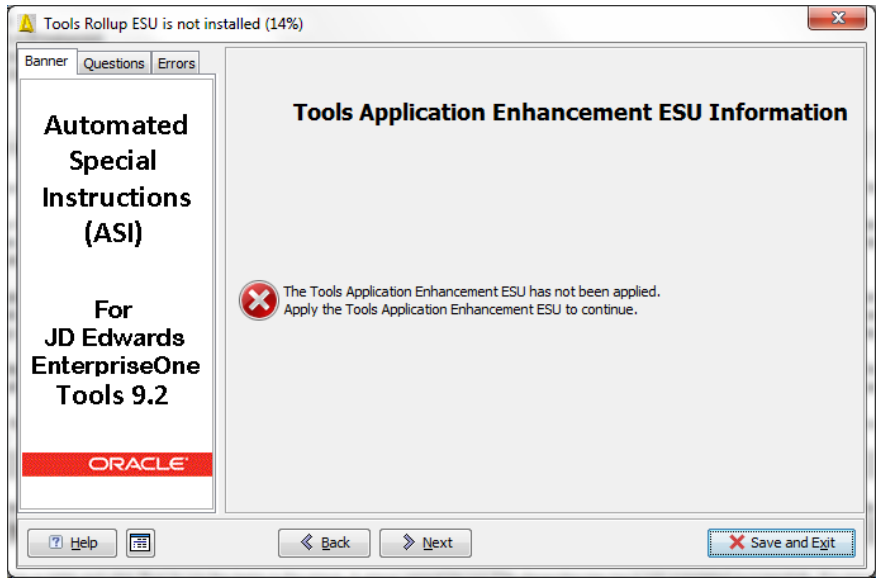 Tools Rollup ESU is not installed (14%)
Banner
Questions
Errors
Automated
Special
Instructions
(ASI)
For
JD Edwards
EnterpriseOne
Tools 9.2
ORACLE
Tools Application Enhancement ESU Information
The Tools Application Enhancement ESU has not been applied.
Apply the Tools Application Enhancement ESU to continue.
Help
Back
Next
Save and Exit